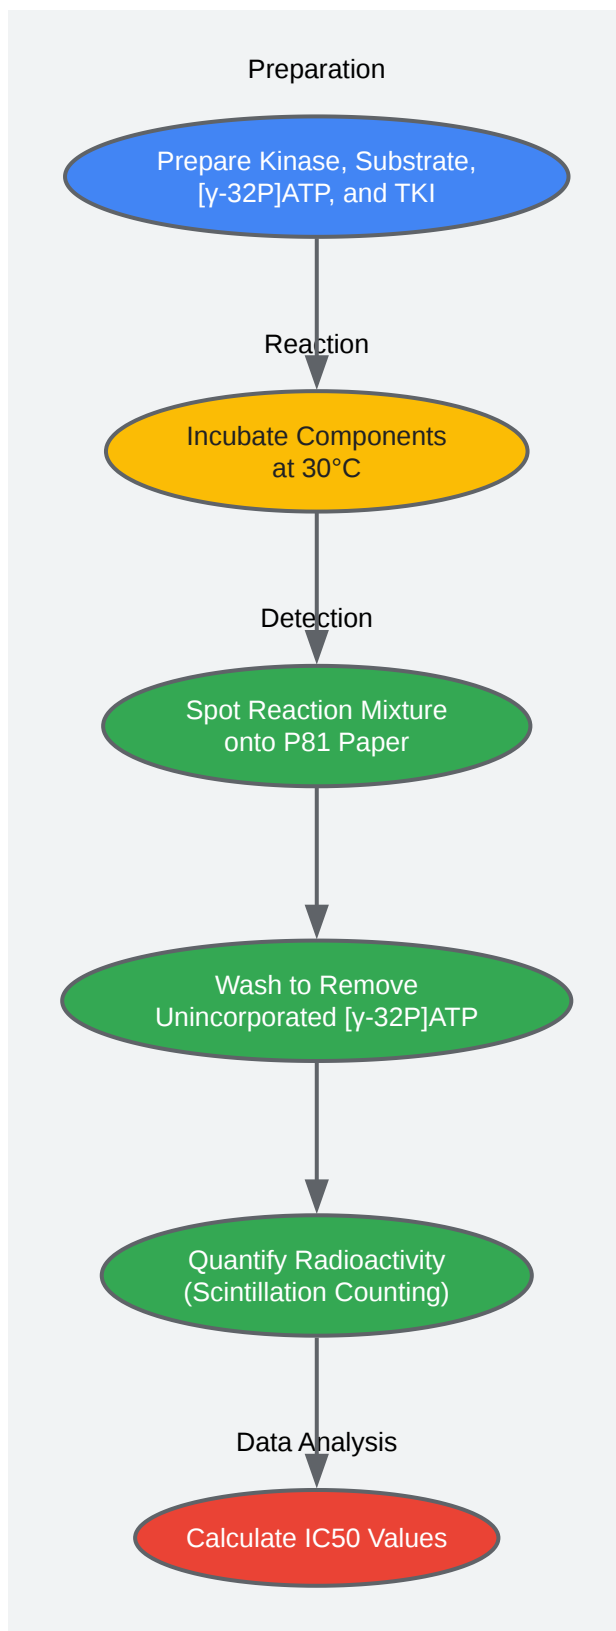 Preparation
Prepare Kinase, Substrate,
[γ-32P]ATP, and TKI
Reaction
Incubate Components
at 30°C
Detection
Spot Reaction Mixture
onto P81 Paper
Wash to Remove
Unincorporated [γ-32P]ATP
Quantify Radioactivity
(Scintillation Counting)
Data Analysis
Calculate IC50 Values